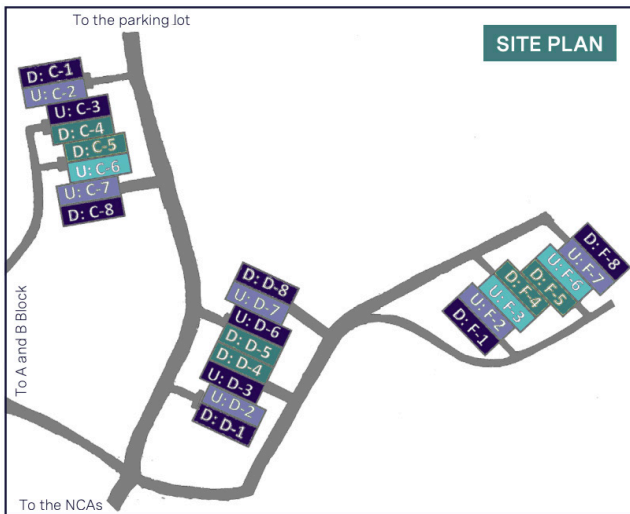 To the parking lot
SITE PLAN
D: C-1
U: C-2
U: C-3
D: C-4
D: C-5
U: C-6
U: C-7
D: C-8
D: D-8
U: D-7
U: D-6
D: D-5
D: D-4
U: D-3
U: D-2
D: D-1
D: F-1
U: F-2
U: F-3
D: F-4
D: F-5
U: F-6
U: F-7
D: F-8
To A and B Block
To the NCAs